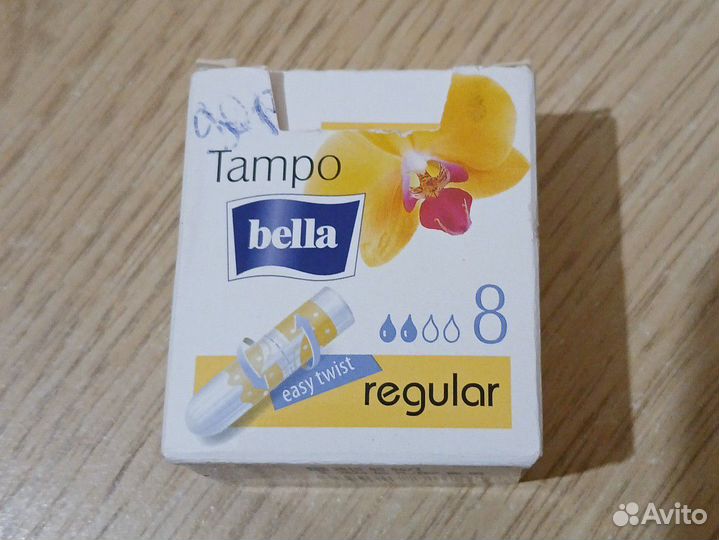 Tampo
bella
8
easy twist
regular
Avito